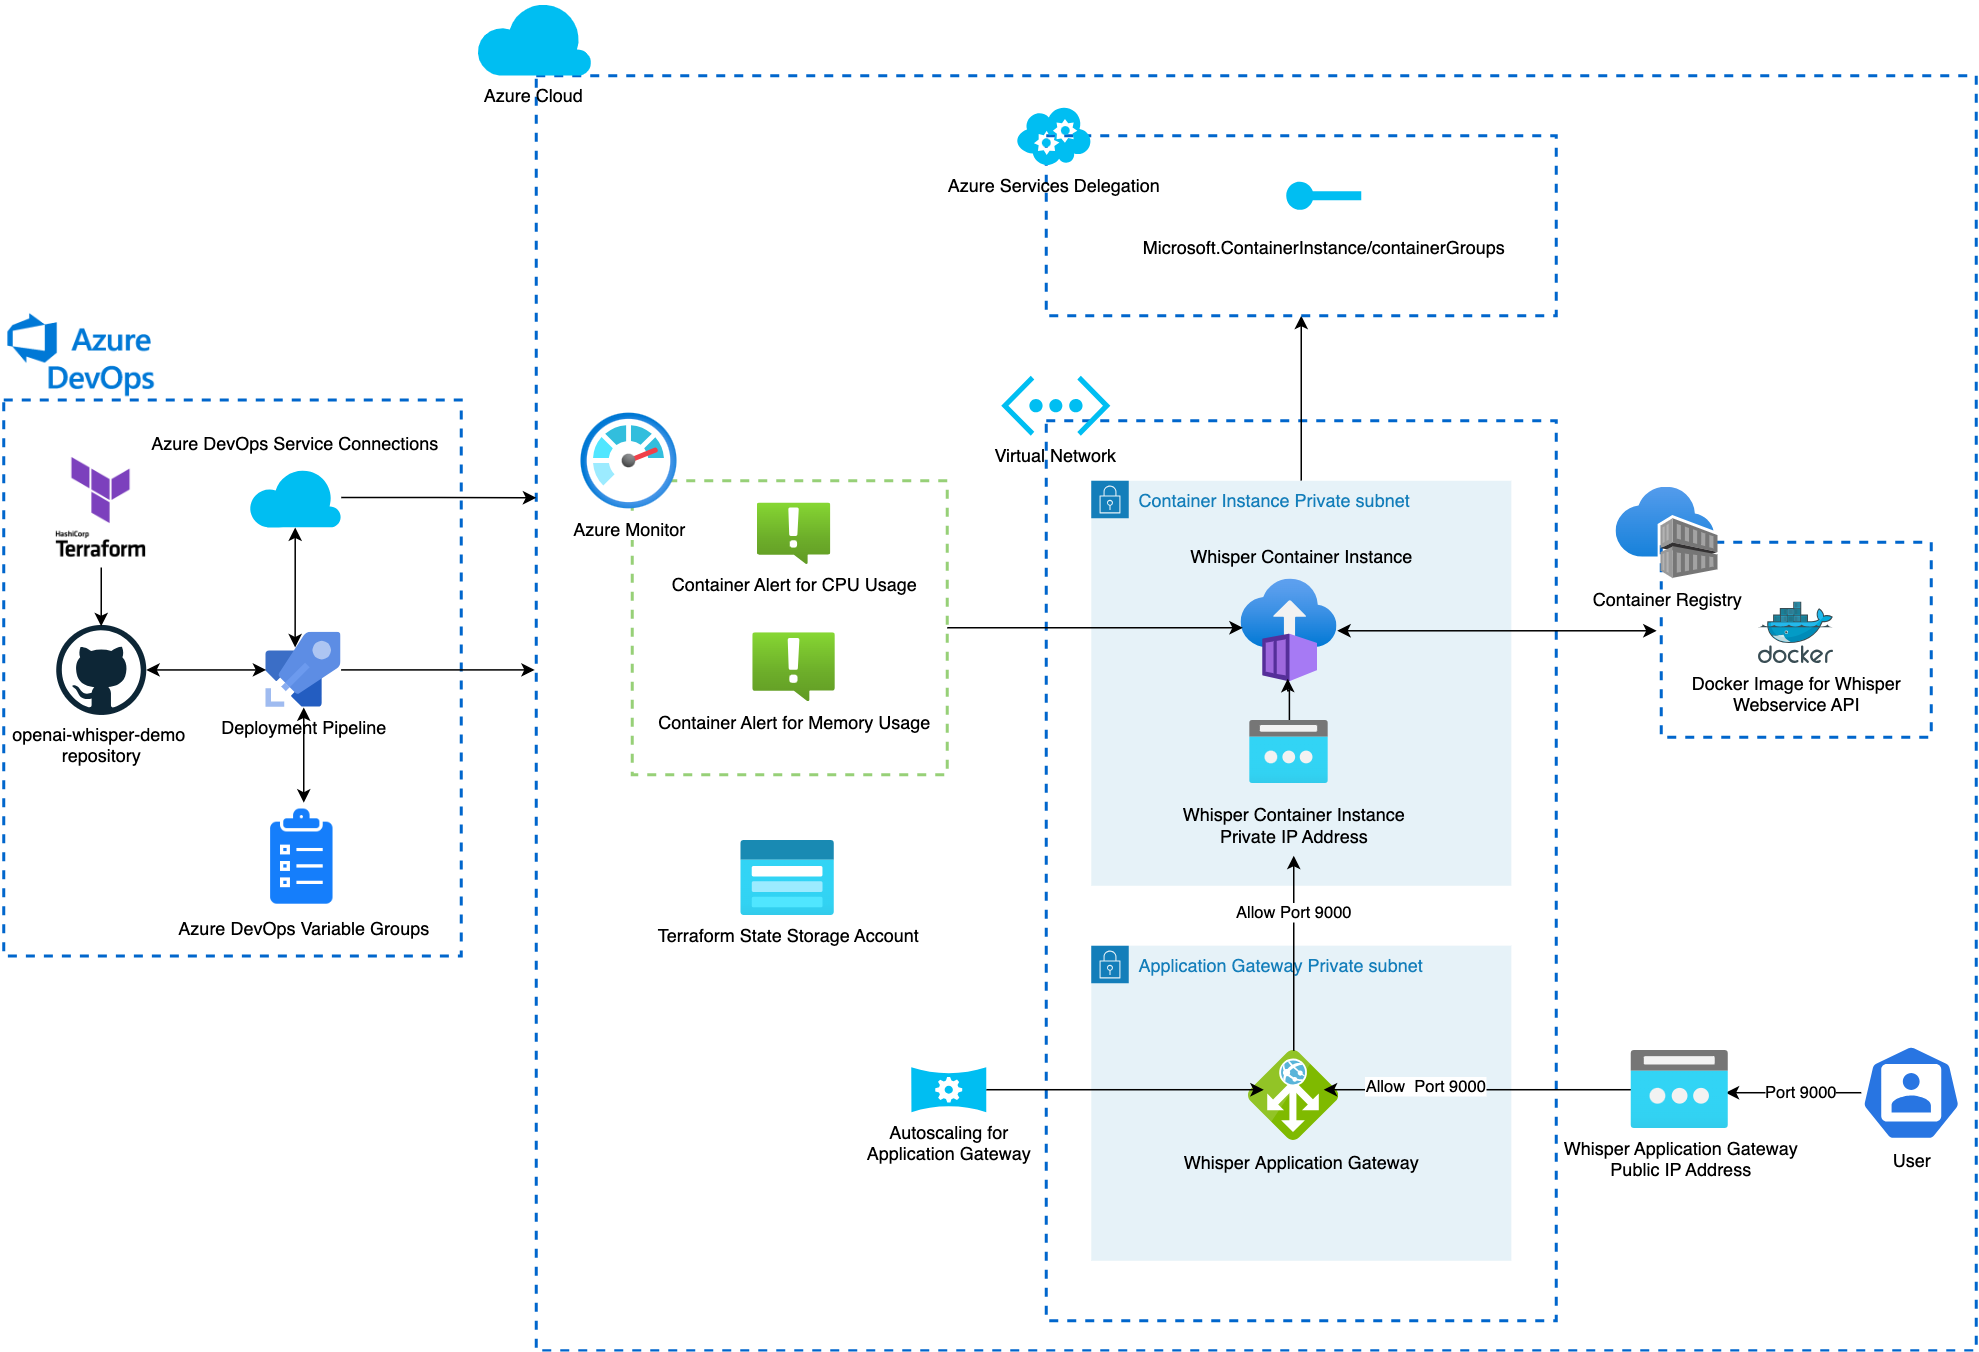 Azure Cloud
Azure Services Delegation
Microsoft.ContainerInstance/containerGroups
Azure
DevOps
Azure DevOps Service Connections
HashiCorp
Terraform
openai-whisper-demo
repository
Deployment Pipeline
Azure DevOps Variable Groups
Azure Monitor
Container Alert for CPU Usage
Container Alert for Memory Usage
Terraform State Storage Account
Virtual Network
Container Instance Private subnet
Whisper Container Instance
Whisper Container Instance
Private IP Address
Allow Port 9000
Application Gateway Private subnet
Whisper Application Gateway
Autoscaling for
Application Gateway
Container Registry
docker
Docker Image for Whisper
Webservice API
Allow  Port 9000
Whisper Application Gateway
Public IP Address
Port 9000
User